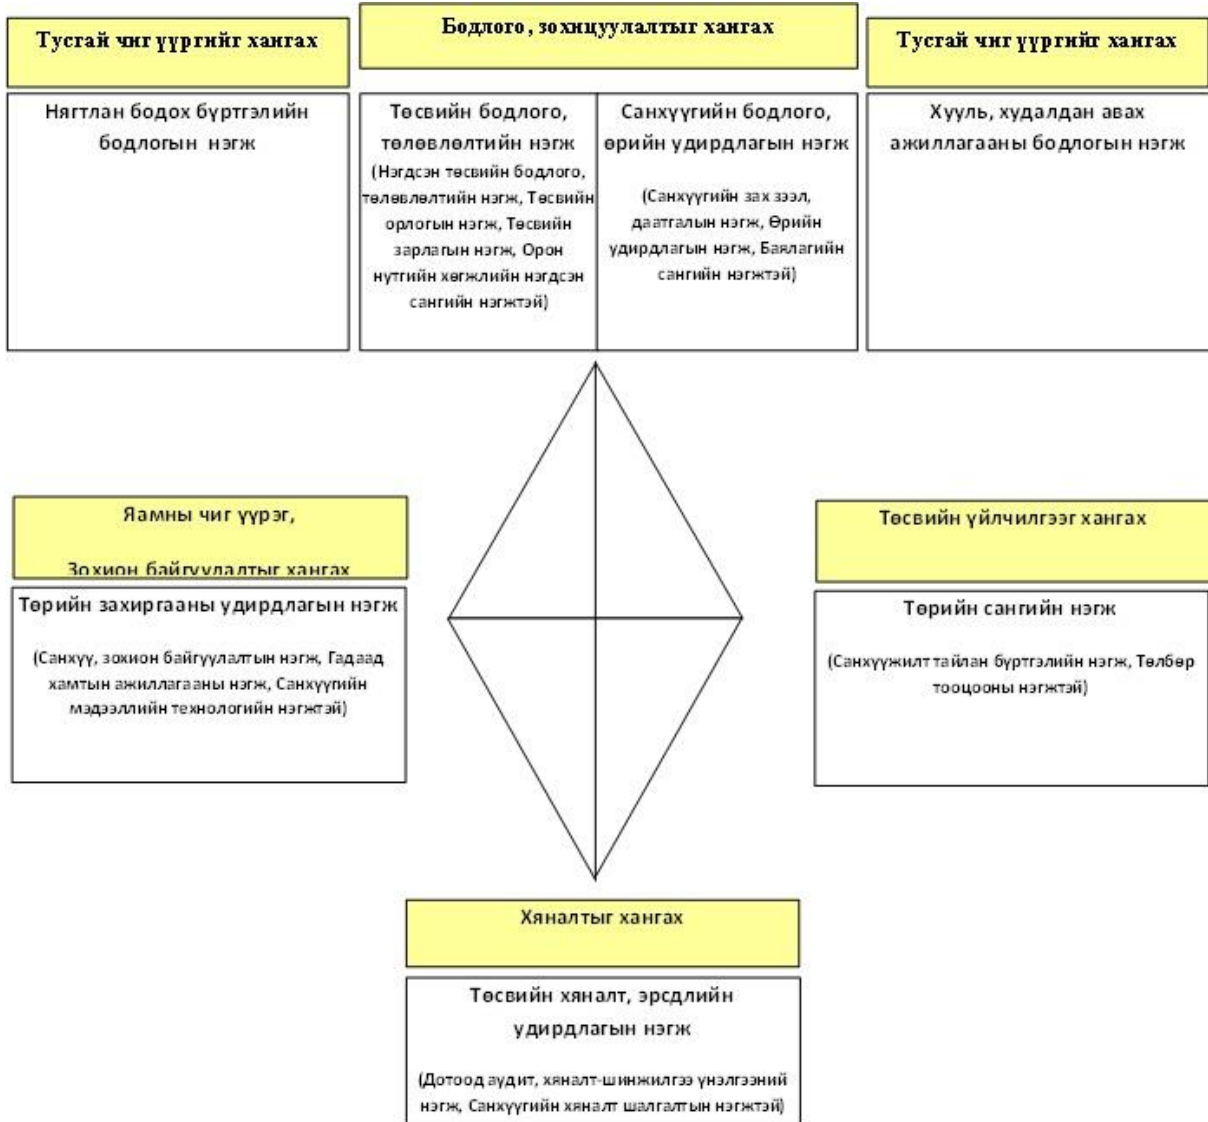 Тусгай чиг үүргийг хангах
Бодлого, зохицуулалтыг хангах
Тусгай чиг үүргийг хангах
Нягтлан бодох бүртгэлийн
бодлогын нэгж
Төсвийн бодлого,
төлөвлөлтийн нэгж
(Нэгдсэн төсвийн бодлого,
төлөвлөлтийн нэгж, Төсвийн
орлогын нэгж, Төсвийн
зарлагын нэгж, Орон
нутгийн хөгжлийн нэгдсэн
сангийн нэгжтэй)
Санхүүгийн бодлого,
өрийн удирдлагын нэгж
(Санхүүгийн зах зээл,
даатгалын нэгж, Өрийн
удирдлагын нэгж, Баялагийн
сангийн нэгжтэй)
Хууль, худалдан авах
ажиллагааны бодлогын нэгж
Яамны чиг үүрэг,
Зохион байгуулалтыг хангах
Төрийн захиргааны удирдлагын нэгж
(Санхүү, зохион байгуулалтын нэгж, Гадаад
хамтын ажиллагааны нэгж, Санхүүгийн
мэдээллийн технологийн нэгжтэй)
Төсвийн үйлчилгээг хангах
Төрийн сангийн нэгж
(Санхүүжилт тайлан бүртгэлийн нэгж, Төлбөр
тооцооны нэгжтэй)
Хяналтыг хангах
Төсвийн хяналт, эрсдлийн
удирдлагын нэгж
(Дотоод аудит, хяналт-шинжилгээ үнэлгээний
нэгж, Санхүүгийн хяналт шалгалтын нэгжтэй)